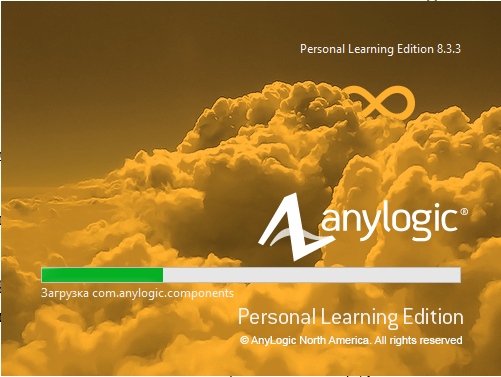 Personal Learning Edition 8.3.3
anylogic®
Загрузка com.anylogic.components
Personal Learning Edition
© AnyLogic North America. All rights reserved